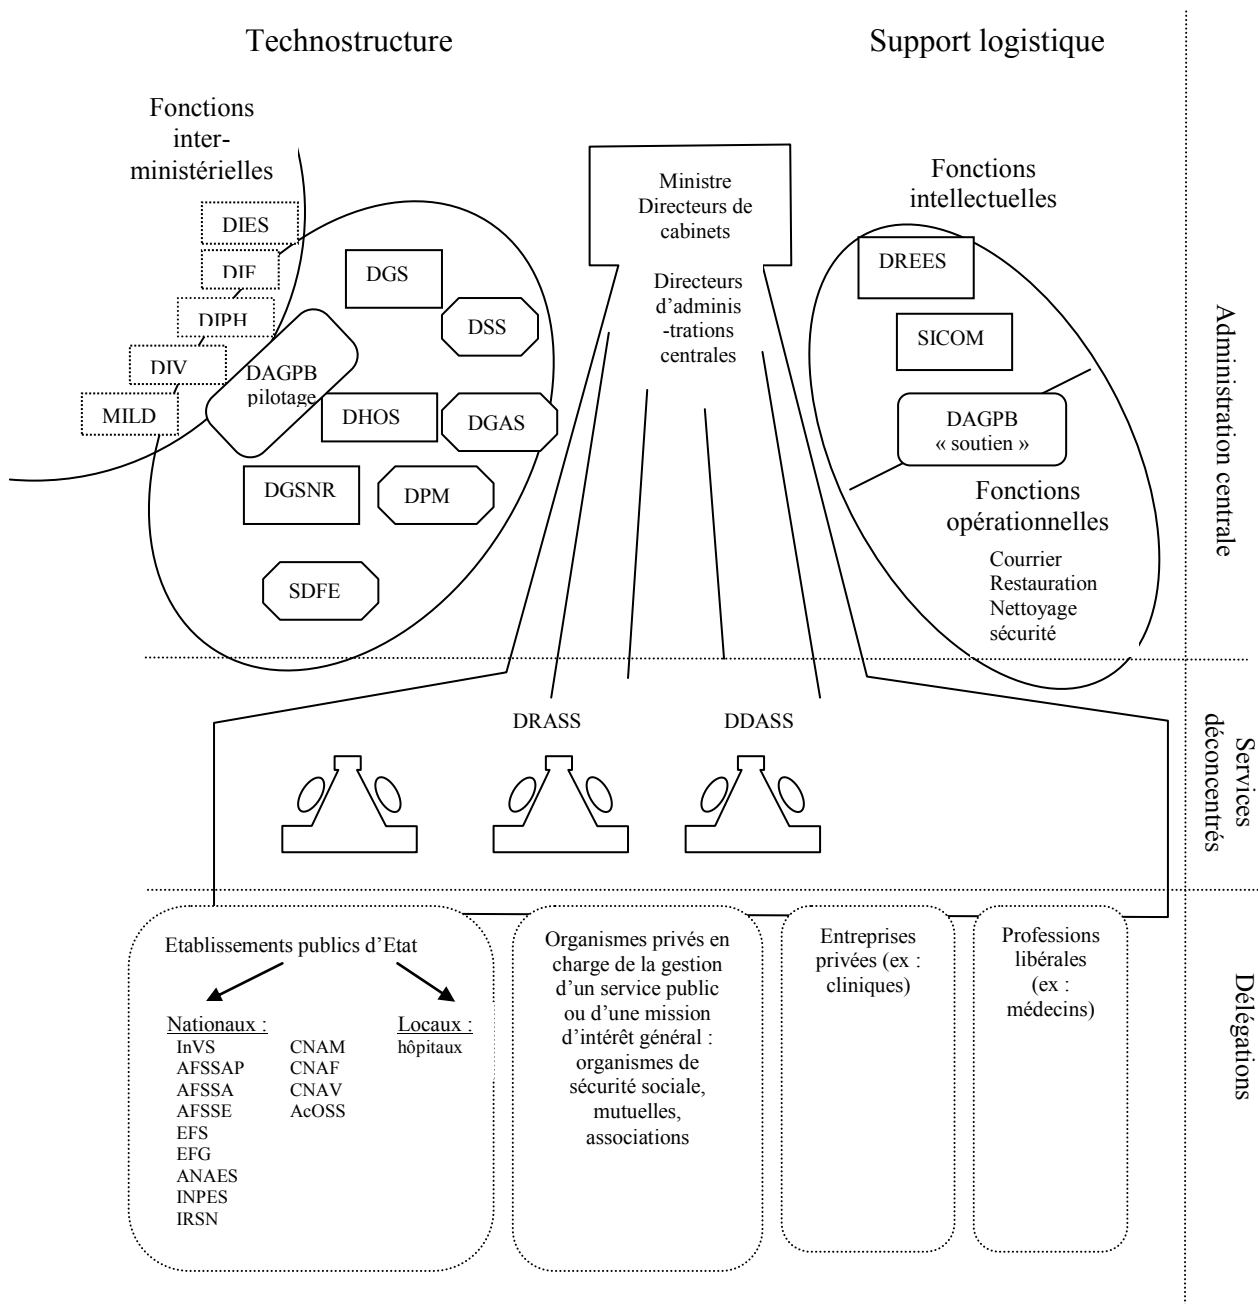 Technostructure
Support logistique
Fonctions
inter-
ministérielles
DIES
DIF
DIPH
DIV
MILD
DAGPB
pilotage
DGS
DSS
DHOS
DGAS
DGSNR
DPM
SDFE
Ministre
Directeurs de
cabinets
Directeurs
d'adminis
-trations
centrales
Fonctions
intellectuelles
DREES
SICOM
DAGPB
« soutien »
Fonctions
opérationnelles
Courrier
Restauration
Nettoyage
sécurité
Administration centrale
DRASS
DDASS
Services
déconcentrés
Etablissements publics d'Etat
Nationaux :
InVS
AFSSAP
AFSSA
AFSSE
EFS
EFG
ANAES
INPES
IRSN
CNAM
CNAF
CNAV
AcOSS
Locaux :
hôpitaux
Organismes privés en
charge de la gestion
d'un service public
ou d'une mission
d'intérêt général :
organismes de
sécurité sociale,
mutuelles,
associations
Entreprises
privées (ex :
cliniques)
Professions
libérales
(ex :
médecins)
Délégations